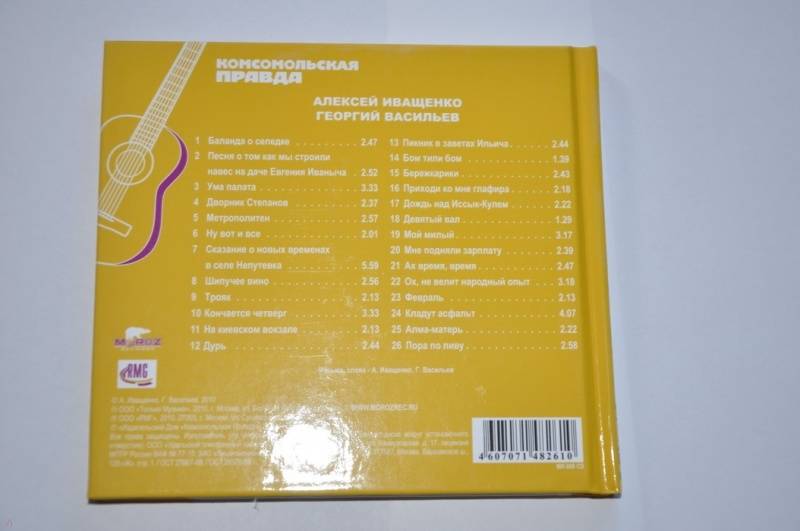 КОМСОМОЛЬСКАЯ
ПРАВДА
АЛЕКСЕЙ ИВАЩЕНКО
ГЕОРГИЙ ВАСИЛЬЕВ
1 Баланда о селедке 2.47
2 Песня о том как мы строили
навес на даче Евгения Иваныча 2.52
3 Ума палата 3.33
4 Дворник Степанов 2.37
5 Метрополитен 2.57
6 Ну вот и все 2.01
7 Сказание о новых временах
в селе Непутевка 5.59
8 Шипучее вино 2.56
9 Трояк 2.13
10 Кончается четверг 3.33
11 На киевском вокзале 2.13
12 Дурь 2.44
13 Пикник в заветах Ильича 2.44
14 Бом тили бом 1.39
15 Бережкарики 2.43
16 Приходи ко мне глафира 2.18
17 Дождь над Иссык-Кулем 2.22
18 Девятый вал 1.29
19 Мой милый 3.17
20 Мне подняли зарплату 2.39
21 Ах время, время 2.47
22 Ох, не велит народный опыт 3.18
23 Февраль 2.13
24 Кладут асфальт 4.07
25 Алма-матерь 2.22
26 Пора по пиву 2.58
MOROZ
RMG
Музыка, слова - А. Иващенко, Г. Васильев
© А. Иващенко, Г. Васильев, 2010
WWW.MOROZREC.RU
4 607071 482610